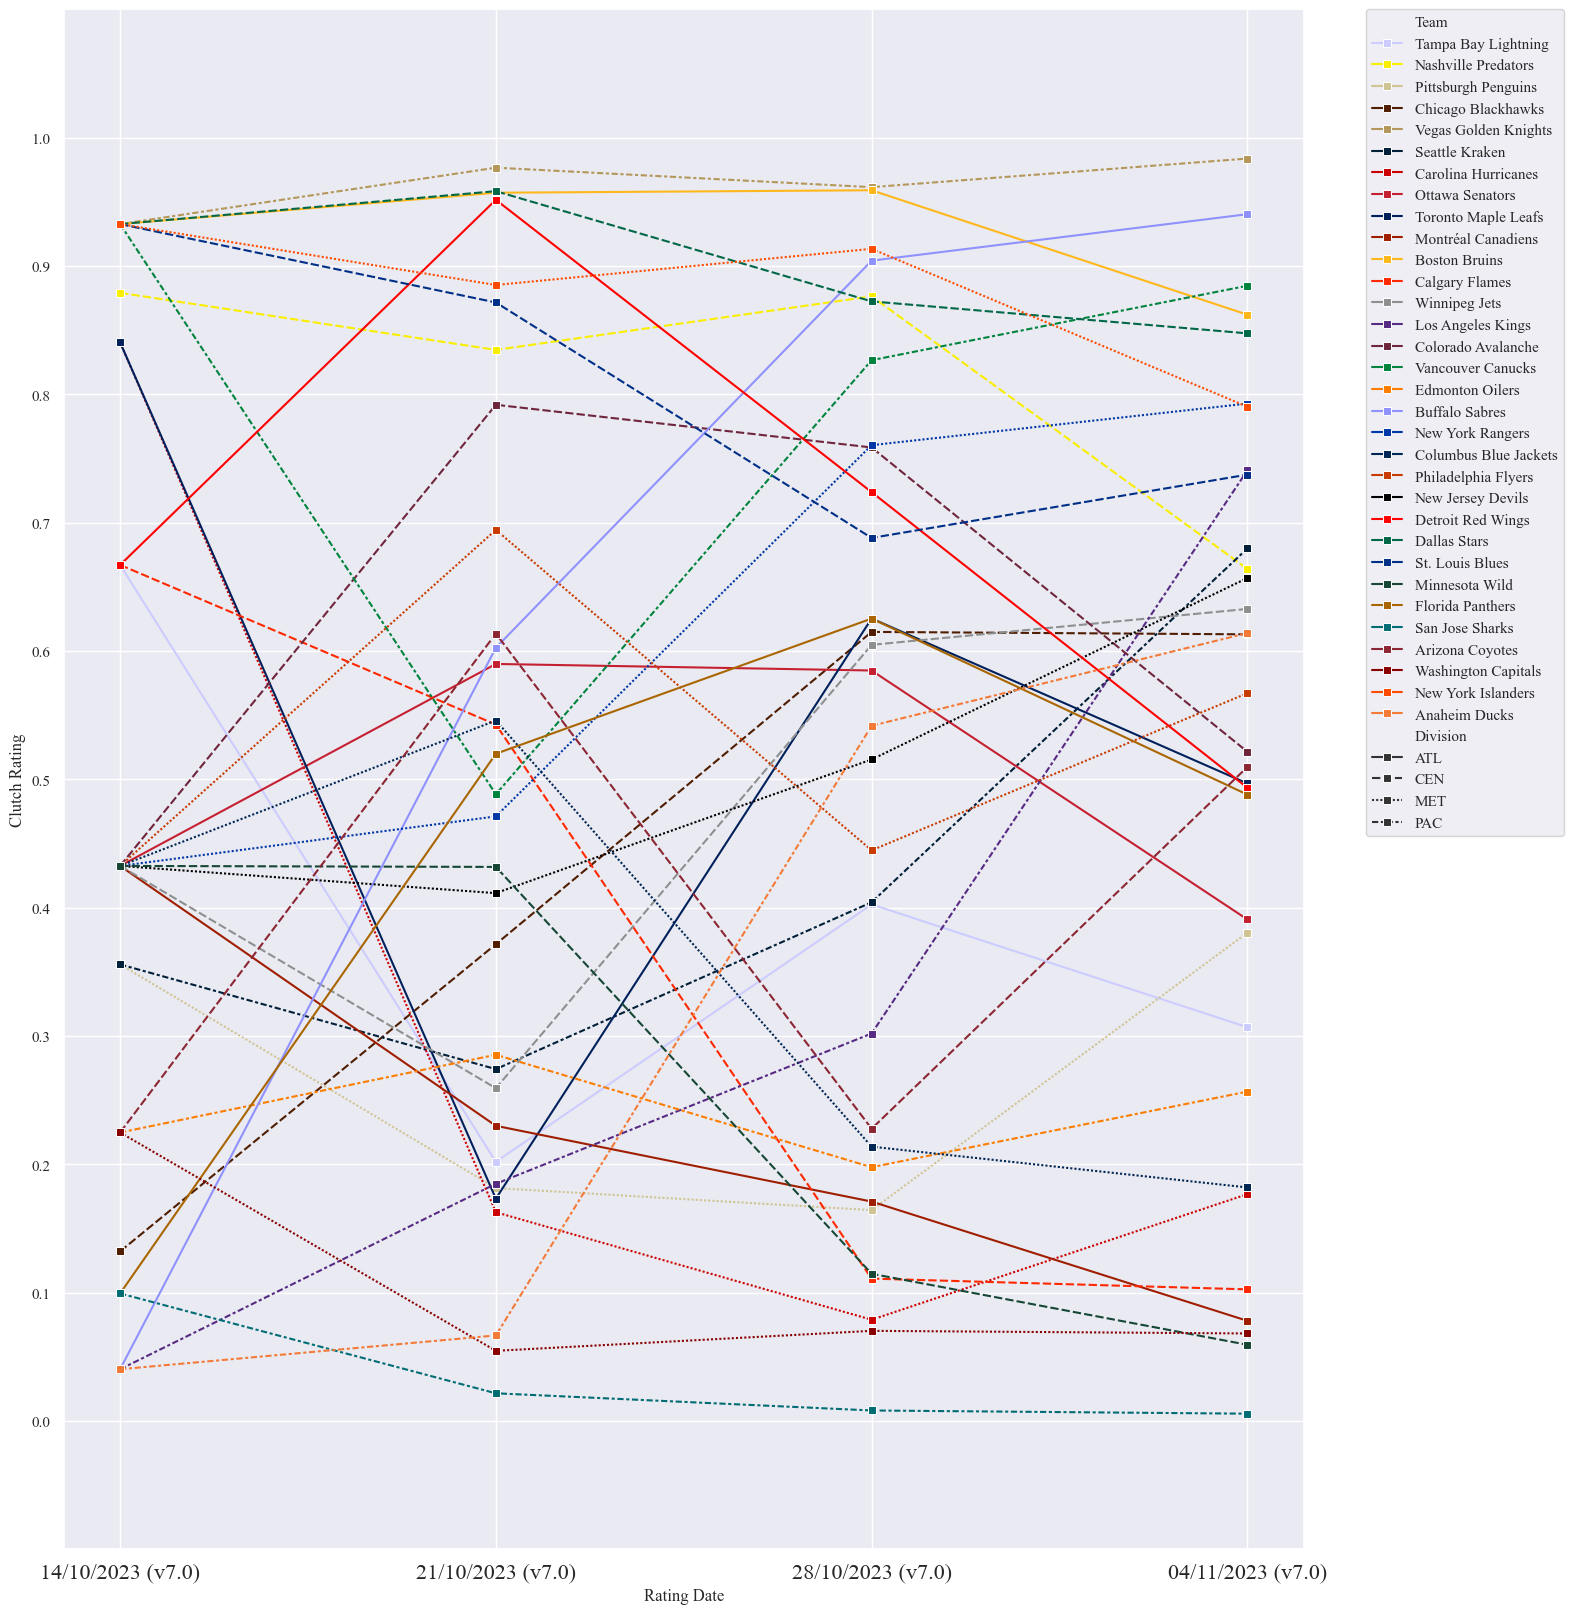 Team
Tampa Bay Lightning
Nashville Predators
Pittsburgh Penguins
Chicago Blackhawks
Vegas Golden Knights
Seattle Kraken
Carolina Hurricanes
Ottawa Senators
Toronto Maple Leafs
Montréal Canadiens
Boston Bruins
Calgary Flames
Winnipeg Jets
Los Angeles Kings
Colorado Avalanche
Vancouver Canucks
Edmonton Oilers
Buffalo Sabres
New York Rangers
Columbus Blue Jackets
Philadelphia Flyers
New Jersey Devils
Detroit Red Wings
Dallas Stars
St. Louis Blues
Minnesota Wild
Florida Panthers
San Jose Sharks
Arizona Coyotes
Washington Capitals
New York Islanders
Anaheim Ducks
Division
ATL
CEN
MET
PAC
Clutch Rating
1.0
0.9
0.8
0.7
0.6
0.5
0.4
0.3
0.2
0.1
0.0
14/10/2023 (v7.0) 21/10/2023 (v7.0) 28/10/2023 (v7.0) 04/11/2023 (v7.0)
Rating Date